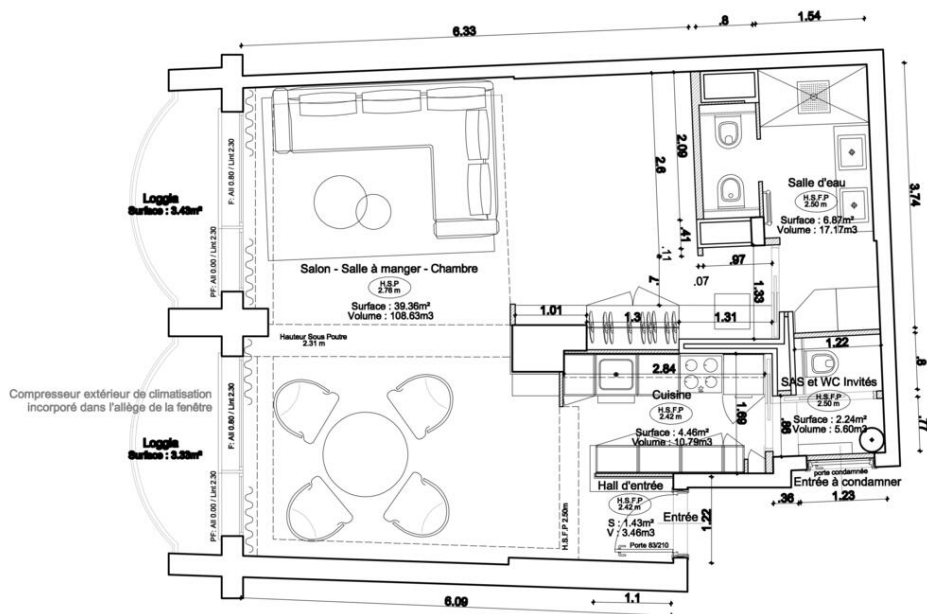 6.33
.8
1.54
Loggia
Surface : 3.43m²
F: All 0.80 / Lint 2.30
PF: All 0.00 / Lint 2.30
2.6
2.09
.41
.11
.7
Salle d'eau
H.S.F.P
2.50 m
Surface : 6.87m²
Volume : 17.17m3
3.74
Salon - Salle à manger - Chambre
H.S.P
2.76 m
Surface : 39.36m²
Volume : 108.63m3
.97
.07
1.33
1.01
1.3
1.31
Hauteur Sous Poutre
2.31 m
1.22
.8
2.84
SAS et WC Invités
H.S.F.P
2.50 m
Surface : 2.24m²
Volume : 5.60m3
.77
Compresseur extérieur de climatisation
incorporé dans l'allège de la fenêtre
Cuisine
H.S.F.P
2.42 m
Surface : 4.46m²
Volume : 10.79m3
1.69
.86
Loggia
Surface : 3.33m²
F: All 0.80 / Lint 2.30
PF: All 0.00 / Lint 2.30
porte condamnée
Entrée à condamner
.36
1.23
Hall d'entrée
H.S.F.P
2.42 m
S : 1.43m²
V : 3.46m3
Entrée
1.22
Porte 83/210
H.S.F.P 2.50m
1.1
6.09